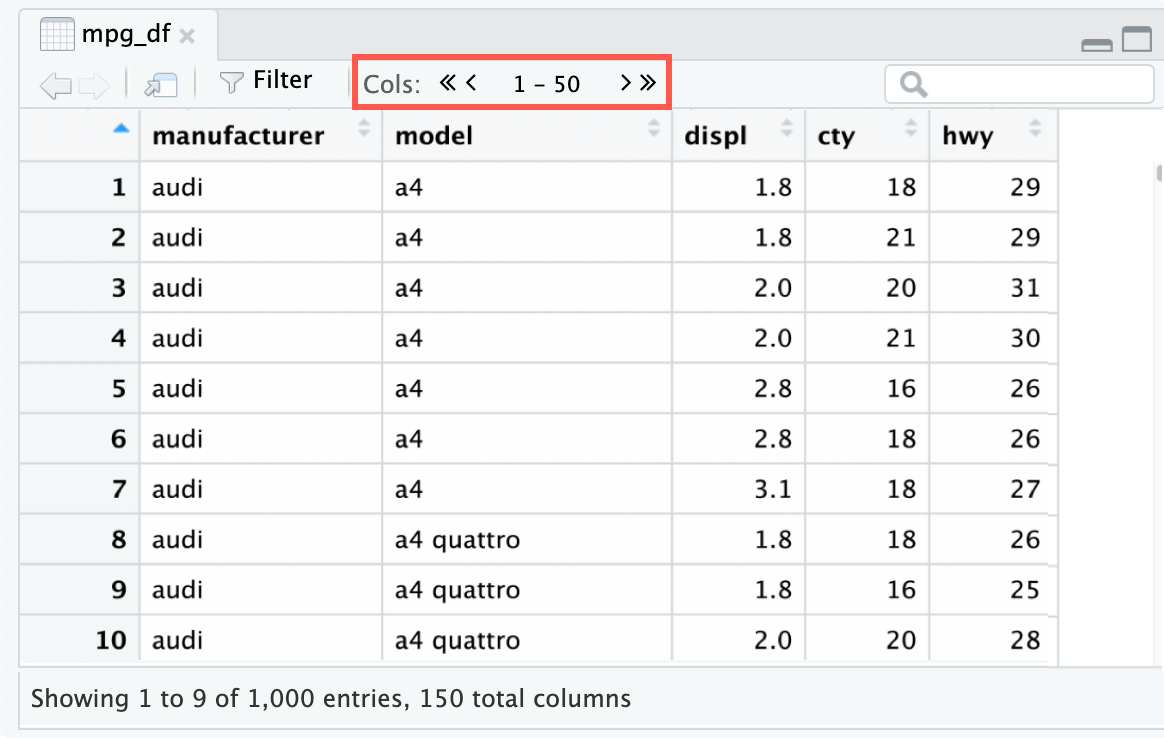 mpg_df
Filter Cols: 1 – 50
manufacturer model displ cty hwy
1 audi a4 1.8 18 29
2 audi a4 1.8 21 29
3 audi a4 2.0 20 31
4 audi a4 2.0 21 30
5 audi a4 2.8 16 26
6 audi a4 2.8 18 26
7 audi a4 3.1 18 27
8 audi a4 quattro 1.8 18 26
9 audi a4 quattro 1.8 16 25
10 audi a4 quattro 2.0 20 28
Showing 1 to 9 of 1,000 entries, 150 total columns